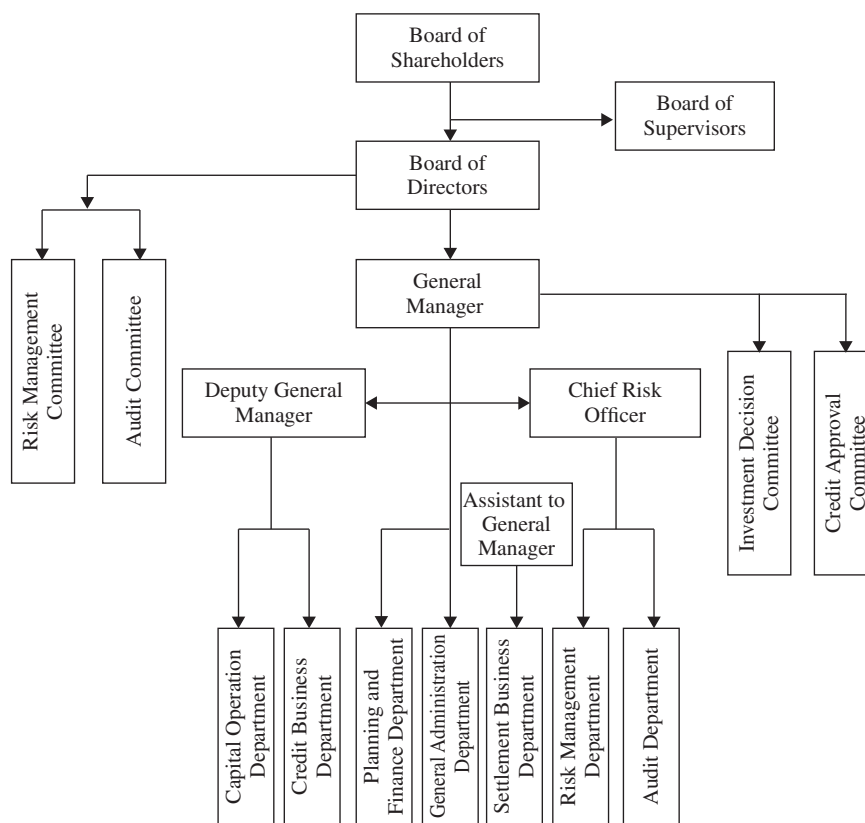 Board of
Shareholders
Board of
Supervisors
Board of
Directors
General
Manager
Risk Management
Committee
Audit Committee
Deputy General
Manager
Chief Risk
Officer
Investment Decision
Committee
Credit Approval
Committee
Assistant to
General
Manager
Capital Operation
Department
Credit Business
Department
Planning and
Finance Department
General Administration
Department
Settlement Business
Department
Risk Management
Department
Audit Department